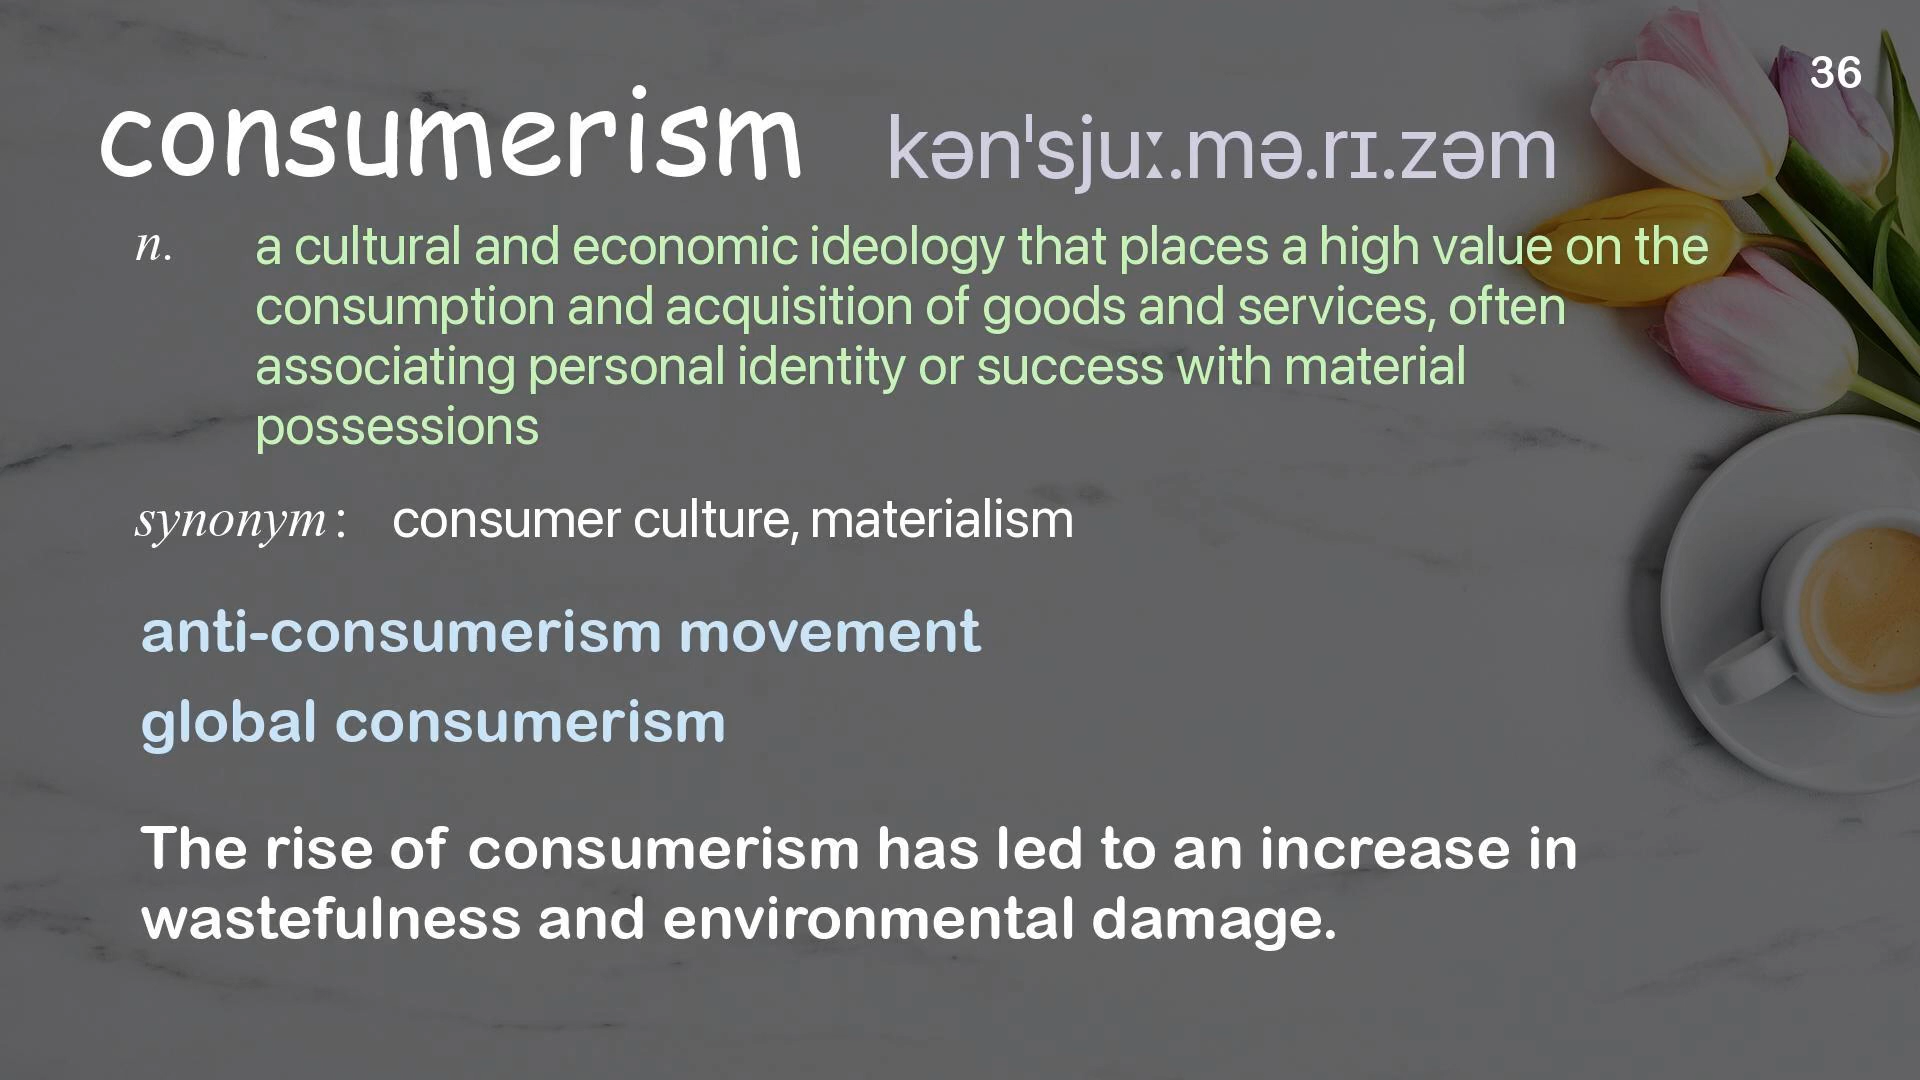 36
consumerism kənˈsjuː.mə.rɪ.zəm
n. a cultural and economic ideology that places a high value on the
consumption and acquisition of goods and services, often
associating personal identity or success with material
possessions
synonym: consumer culture, materialism
anti-consumerism movement
global consumerism
The rise of consumerism has led to an increase in
wastefulness and environmental damage.